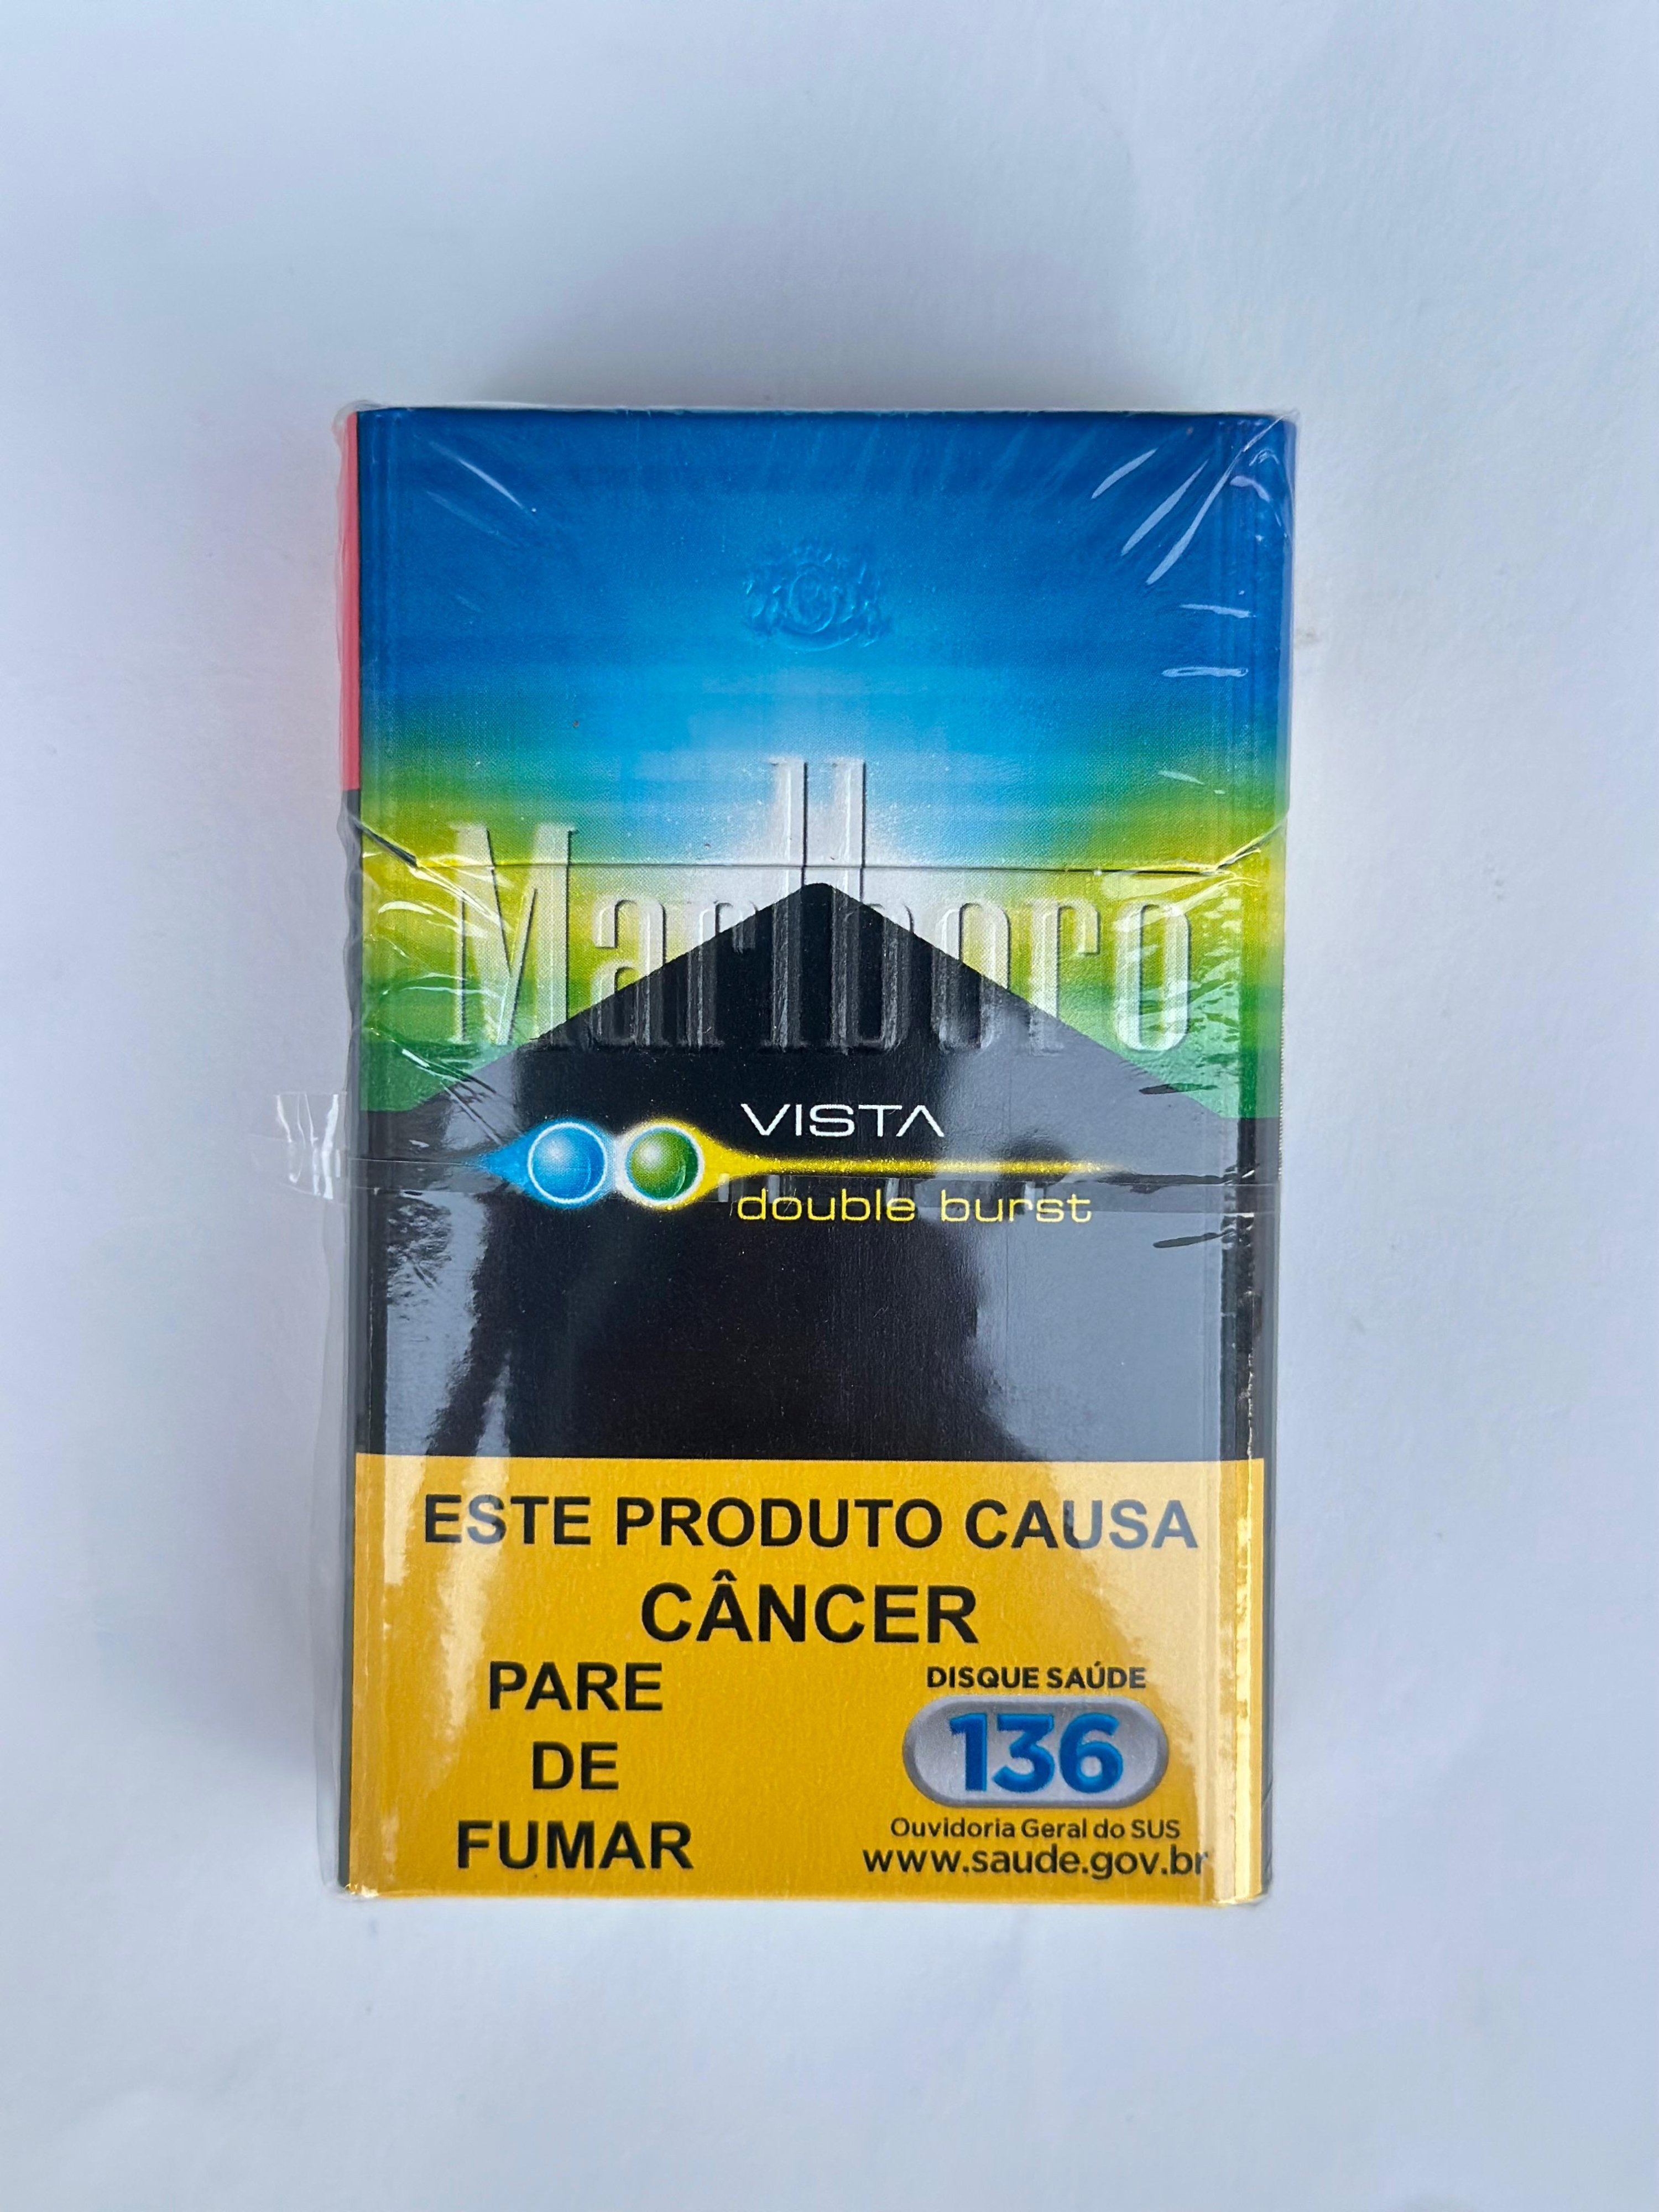 Marlboro
VISTA
double burst
ESTE PRODUTO CAUSA
CÂNCER
PARE
DE
FUMAR
DISQUE SAÚDE
136
Ouvidoria Geral do SUS
www.saude.gov.br